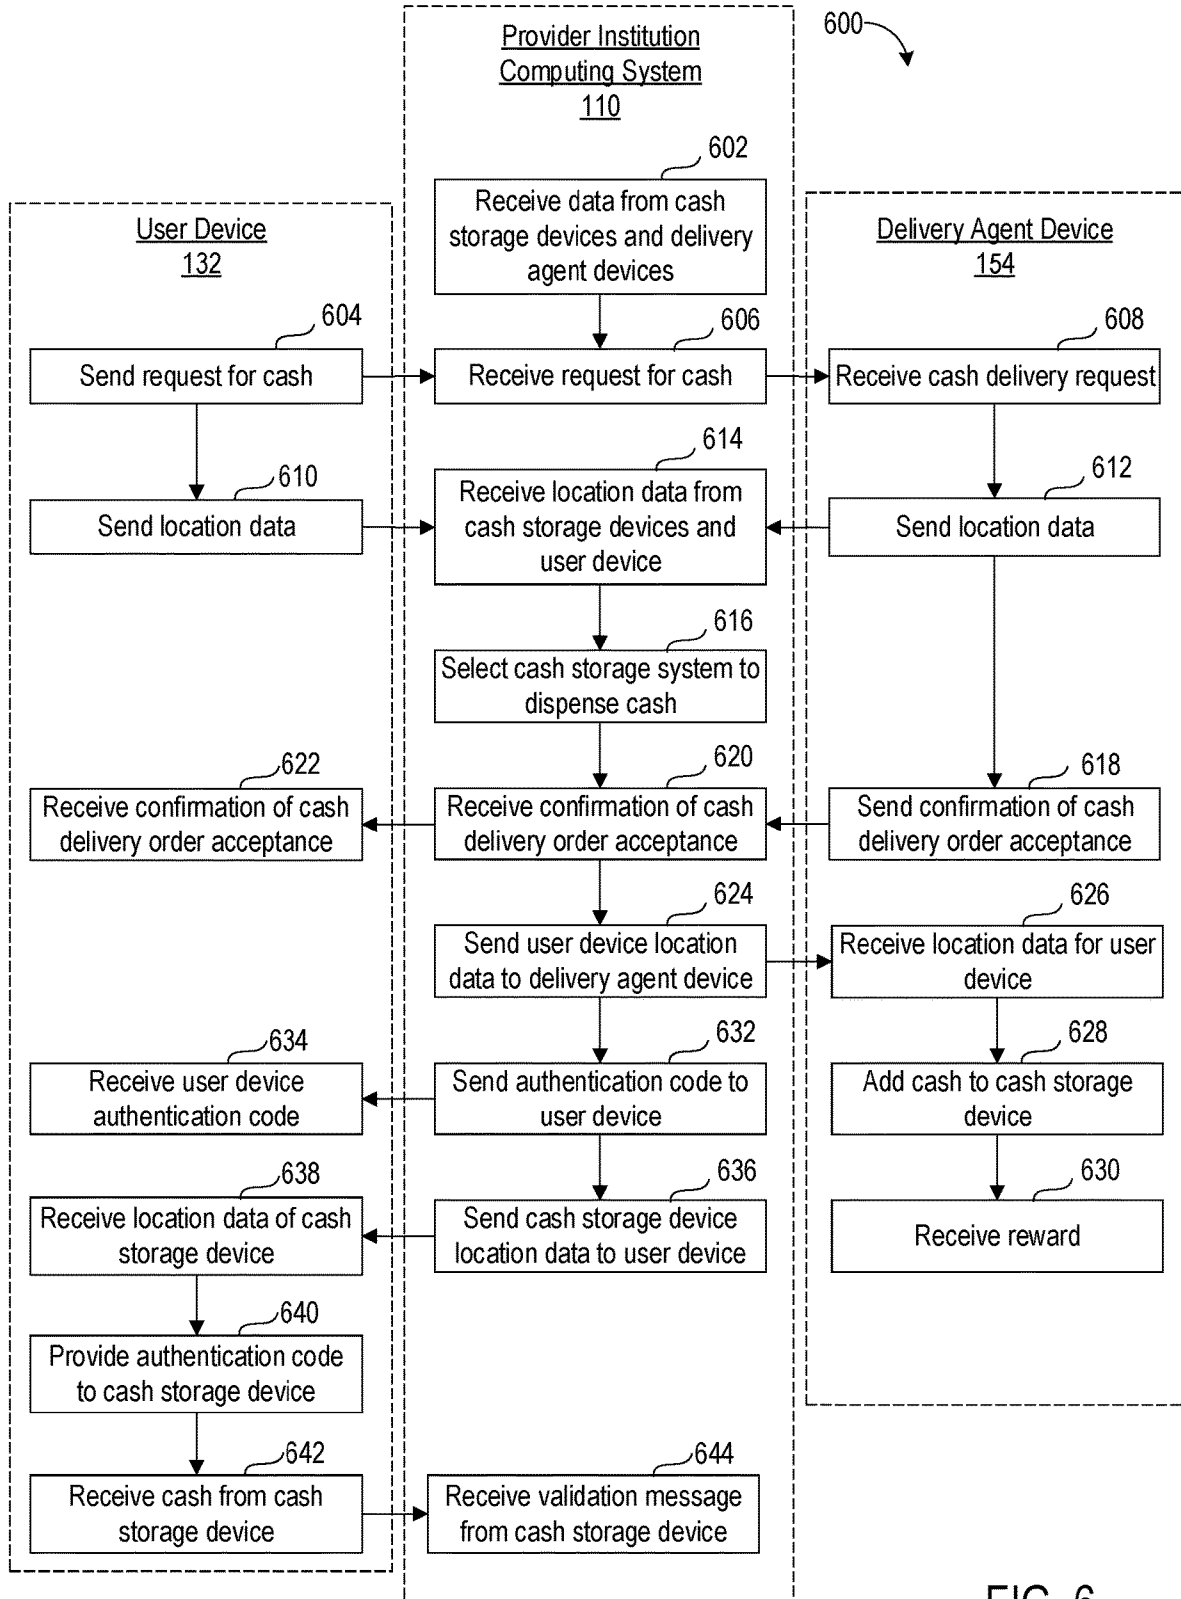 600
Provider Institution
Computing System
110
602
Receive data from cash
storage devices and delivery
agent devices
User Device
132
Delivery Agent Device
154
604
Send request for cash
606
Receive request for cash
608
Receive cash delivery request
610
Send location data
614
Receive location data from
cash storage devices and
user device
612
Send location data
616
Select cash storage system to
dispense cash
622
Receive confirmation of cash
delivery order acceptance
620
Receive confirmation of cash
delivery order acceptance
618
Send confirmation of cash
delivery order acceptance
624
Send user device location
data to delivery agent device
626
Receive location data for user
device
634
Receive user device
authentication code
632
Send authentication code to
user device
628
Add cash to cash storage
device
638
Receive location data of cash
storage device
636
Send cash storage device
location data to user device
630
Receive reward
640
Provide authentication code
to cash storage device
642
Receive cash from cash
storage device
644
Receive validation message
from cash storage device
FIG. 6